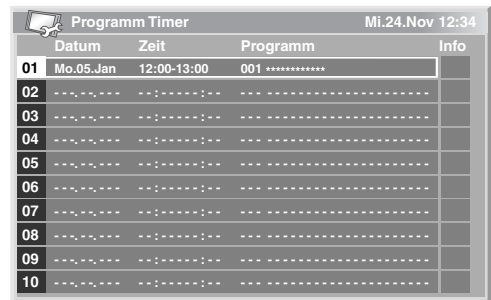 Programm Timer Mi.24.Nov 12:34
Datum Zeit Programm Info
01 Mo.05.Jan 12:00-13:00 001 ************
02 ---.--.--- --:-----:-- --- -----------------------
03 ---.--.--- --:-----:-- --- -----------------------
04 ---.--.--- --:-----:-- --- -----------------------
05 ---.--.--- --:-----:-- --- -----------------------
06 ---.--.--- --:-----:-- --- -----------------------
07 ---.--.--- --:-----:-- --- -----------------------
08 ---.--.--- --:-----:-- --- -----------------------
09 ---.--.--- --:-----:-- --- -----------------------
10 ---.--.--- --:-----:-- --- -----------------------